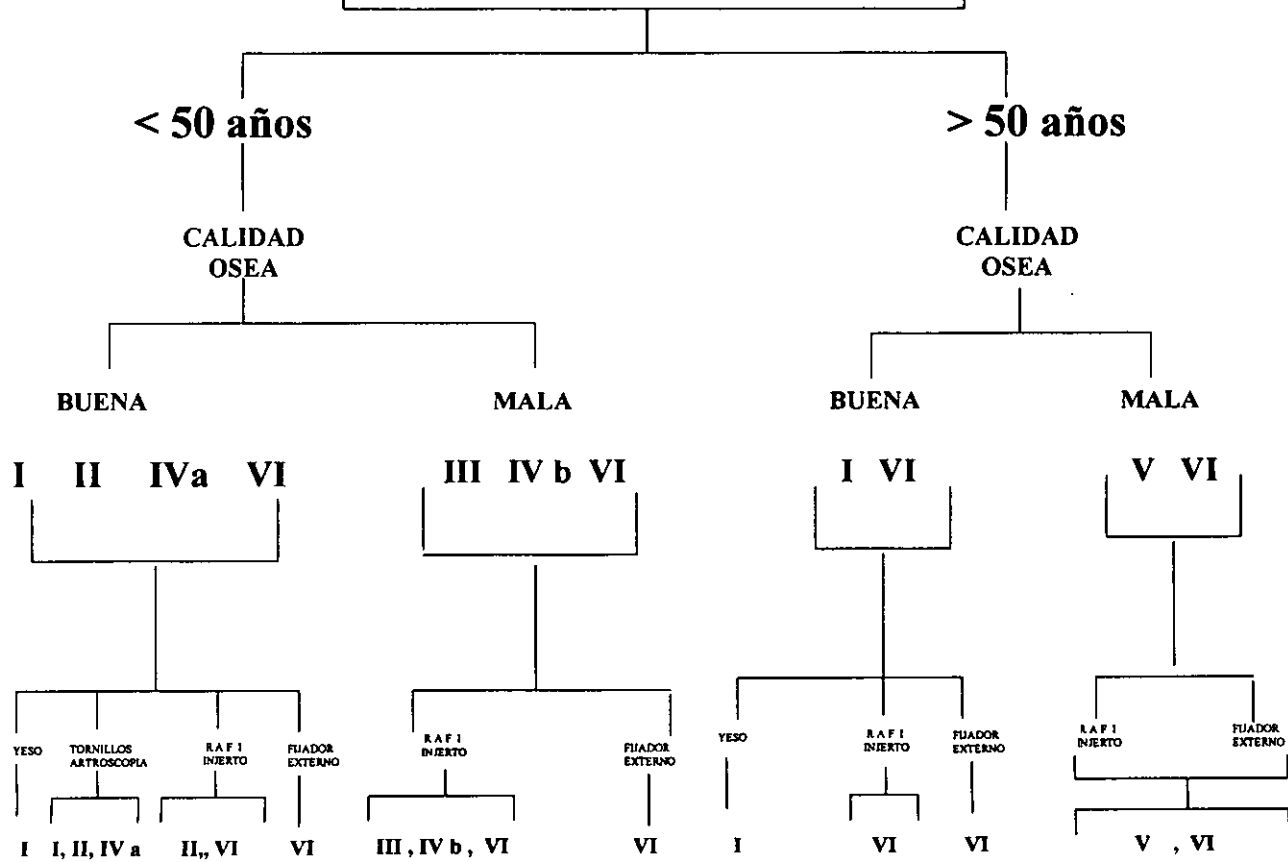 < 50 años
> 50 años
CALIDAD
OSEA
CALIDAD
OSEA
BUENA
MALA
BUENA
MALA
I II IVa VI
III IV b VI
I VI
V VI
YESO
TORNILLOS
ARTROSCOPIA
R A F I
INJERTO
FIJADOR
EXTERNO
R A F I
INJERTO
FIJADOR
EXTERNO
YESO
R A F I
INJERTO
FIJADOR
EXTERNO
R A F I
INJERTO
FIJADOR
EXTERNO
I
I, II, IV a
II,, VI
VI
III , IV b , VI
VI
I
VI
VI
V , VI